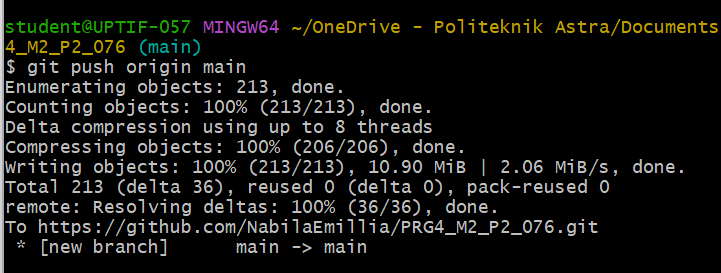 student@UPTIF-057 MINGW64 ~/OneDrive - Politeknik Astra/Documents
4_M2_P2_076 (main)
$ git push origin main
Enumerating objects: 213, done.
Counting objects: 100% (213/213), done.
Delta compression using up to 8 threads
Compressing objects: 100% (206/206), done.
Writing objects: 100% (213/213), 10.90 MiB | 2.06 MiB/s, done.
Total 213 (delta 36), reused 0 (delta 0), pack-reused 0
remote: Resolving deltas: 100% (36/36), done.
To https://github.com/NabilaEmillia/PRG4_M2_P2_076.git
 * [new branch]      main -> main